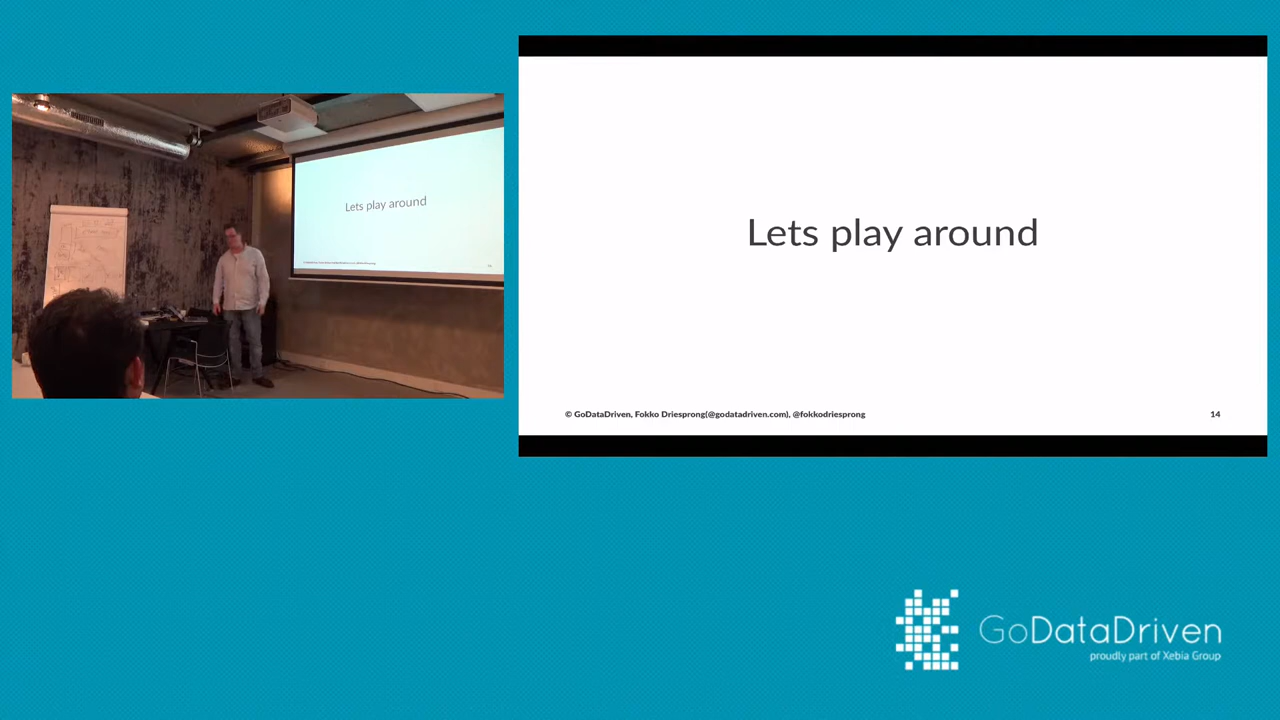 Lets play around
Lets play around
© GoDataDriven, Fokko Driesprong(@godatadriven.com), @fokkodriesprong
14
GoDataDriven
proudly part of Xebia Group